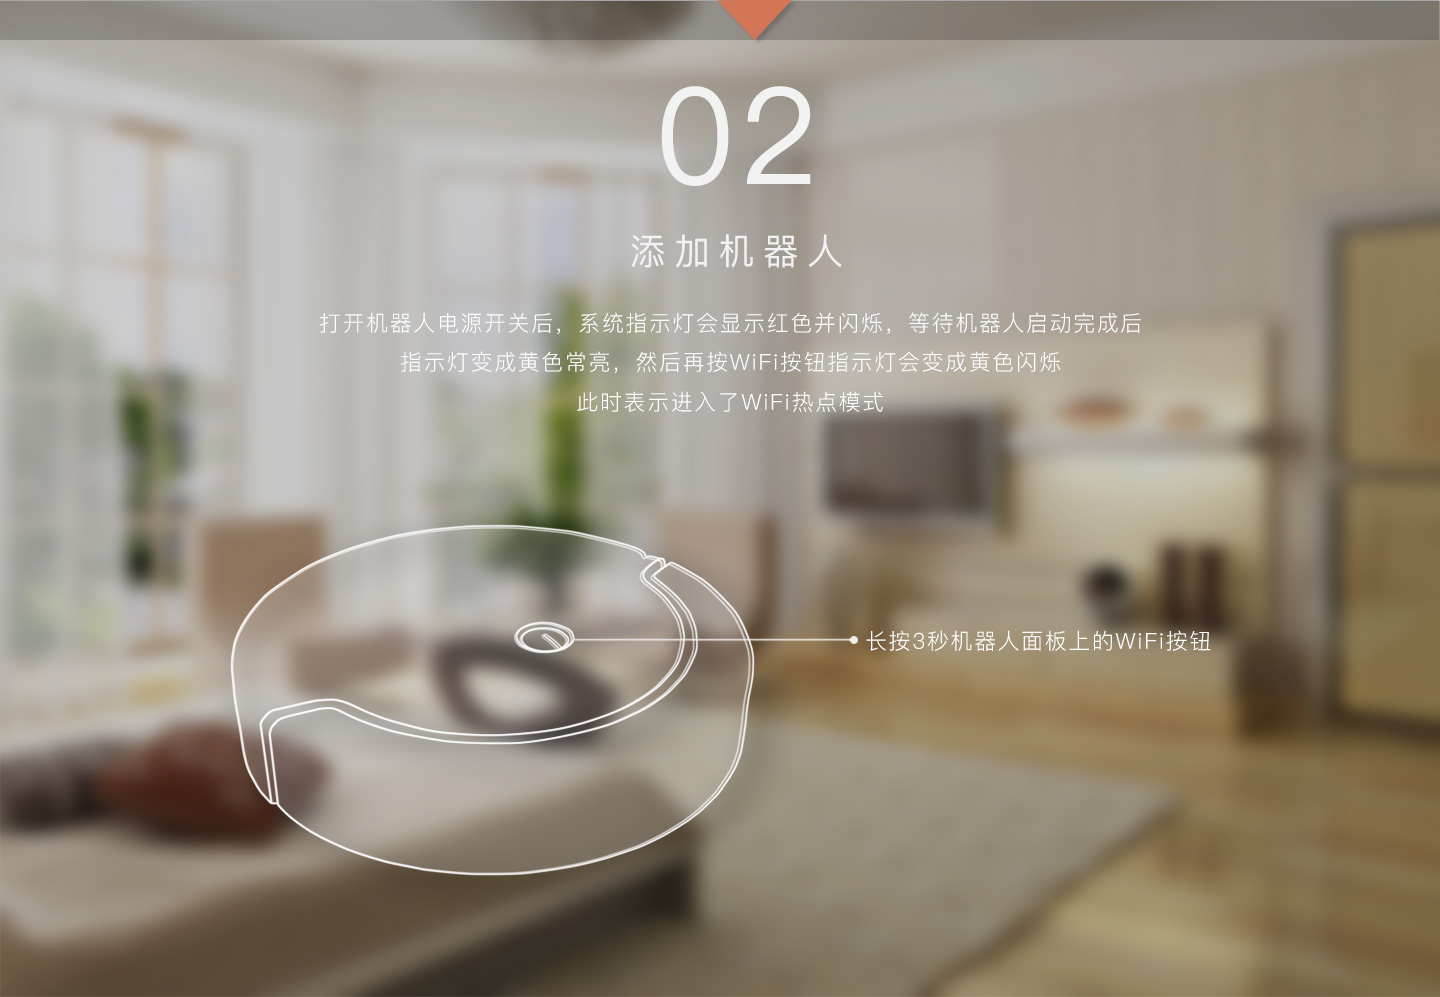 02
添加机器人
打开机器人电源开关后，系统指示灯会显示红色并闪烁，等待机器人启动完成后
指示灯变成黄色常亮，然后再按WiFi按钮指示灯会变成黄色闪烁
此时表示进入了WiFi热点模式
长按3秒机器人面板上的WiFi按钮